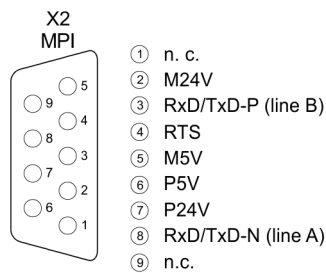 X2
MPI
5
9
4
8
3
7
2
6
1
1 n. c.
2 M24V
3 RxD/TxD-P (line B)
4 RTS
5 M5V
6 P5V
7 P24V
8 RxD/TxD-N (line A)
9 n.c.